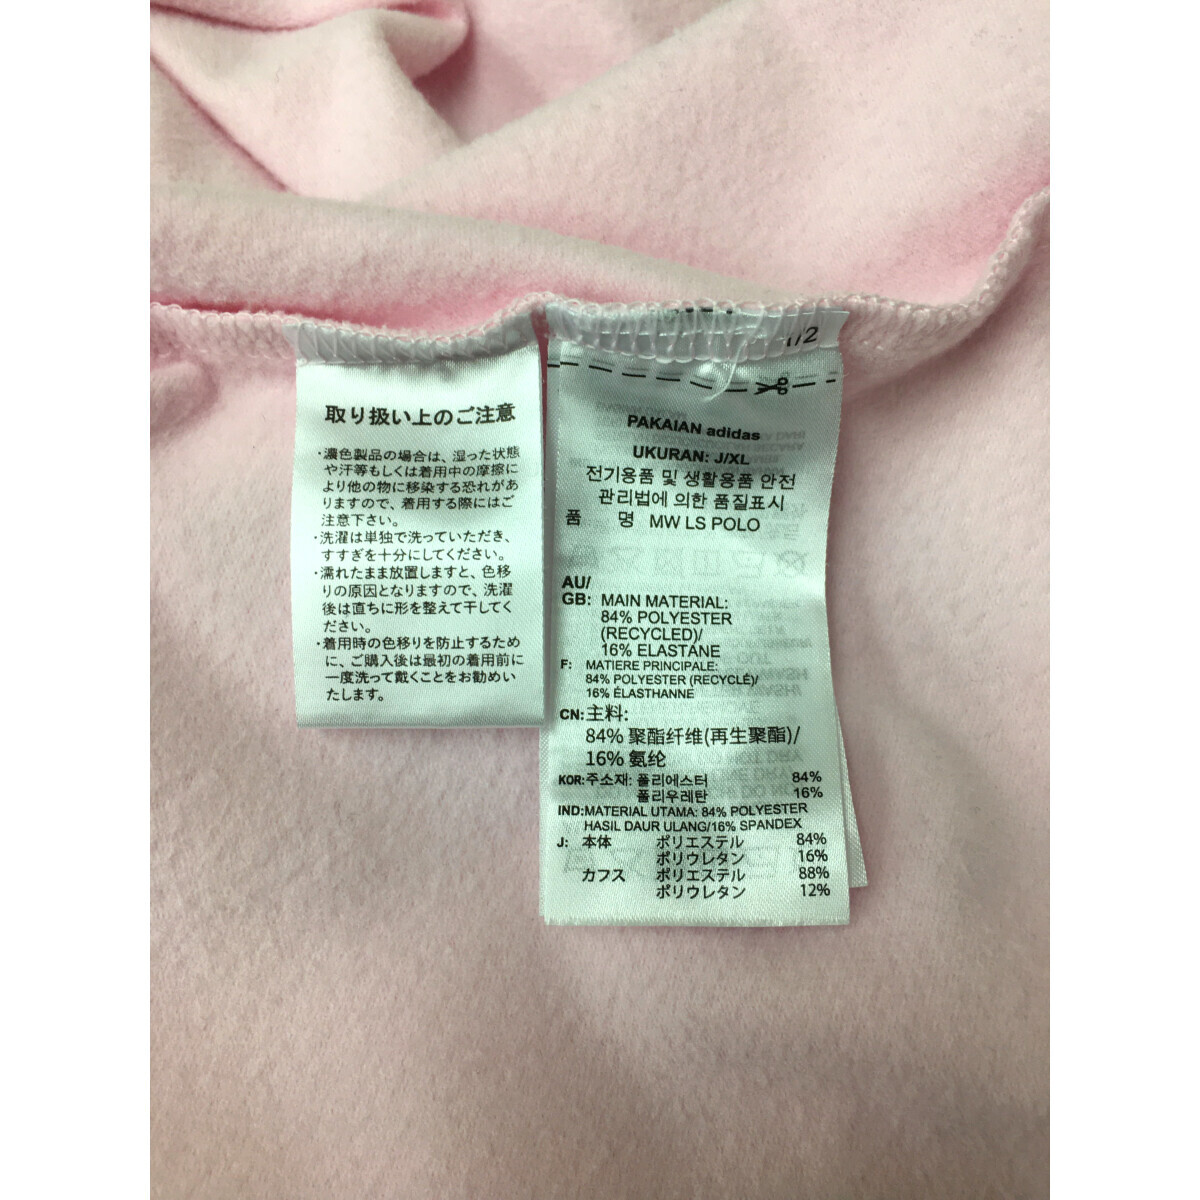 取り扱い上のご注意
・濃色製品の場合は、湿った状態
や汗等もしくは着用中の摩擦に
より他の物に移染する恐れがあ
りますので、着用する際にはご
注意下さい。
・洗濯は単独で洗っていただき、
すすぎを十分にしてください。
・濡れたまま放置しますと、色移
りの原因となりますので、洗濯
後は直ちに形を整えて干してく
ださい。
・着用時の色移りを防止するため
に、ご購入後は最初の着用前に
一度洗って戴くことをお勧めい
たします。
1/2
PAKAIAN adidas
UKURAN: J/XL
전기용품 및 생활용품 안전
관리법에 의한 품질표시
품 명 MW LS POLO
AU/
GB: MAIN MATERIAL:
84% POLYESTER
(RECYCLED)/
16% ELASTANE
F: MATIERE PRINCIPALE:
84% POLYESTER (RECYCLÉ)/
16% ÉLASTHANNE
CN: 主料:
84% 聚酯纤维(再生聚酯)/
16% 氨纶
KOR: 주소재: 폴리에스터 84%
폴리우레탄 16%
IND: MATERIAL UTAMA: 84% POLYESTER
HASIL DAUR ULANG/16% SPANDEX
J: 本体 ポリエステル 84%
ポリウレタン 16%
カフス ポリエステル 88%
ポリウレタン 12%